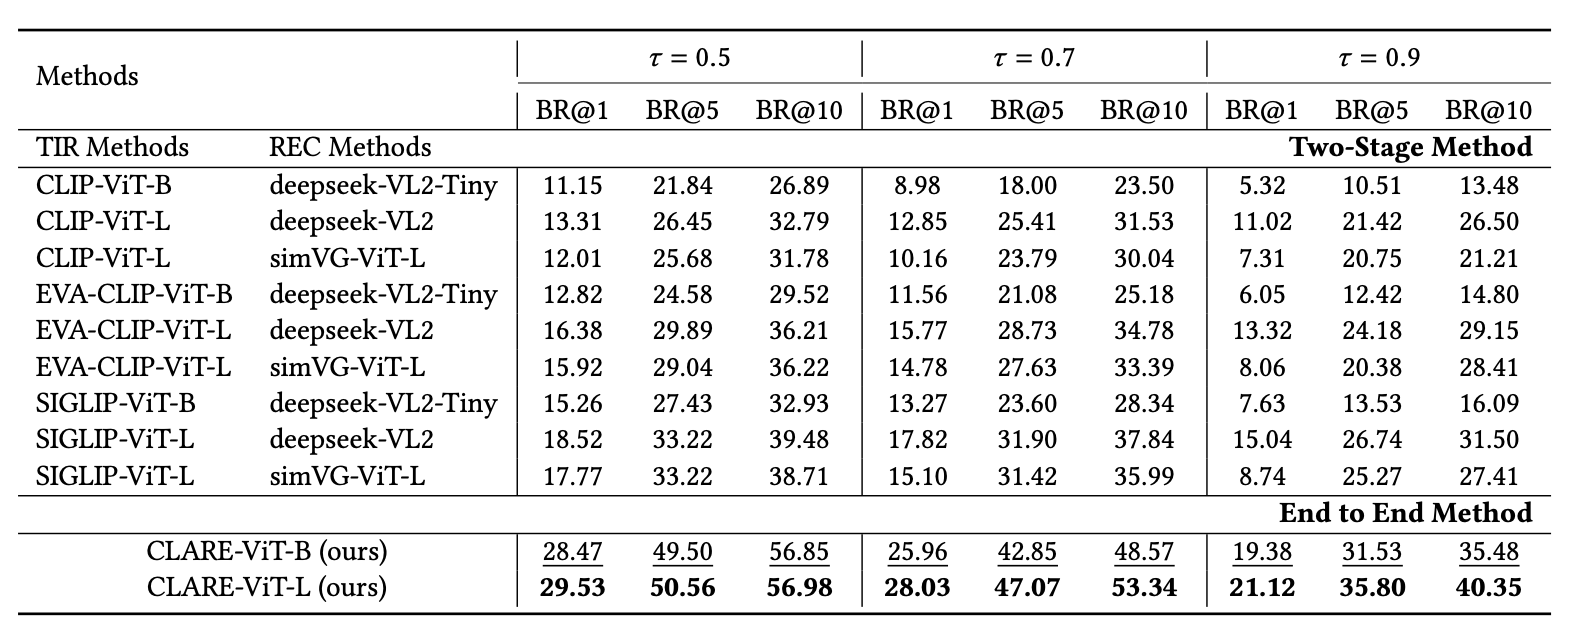 Methods τ = 0.5 τ = 0.7 τ = 0.9
BR@1 BR@5 BR@10 BR@1 BR@5 BR@10 BR@1 BR@5 BR@10
TIR Methods REC Methods Two-Stage Method
CLIP-ViT-B deepseek-VL2-Tiny 11.15 21.84 26.89 8.98 18.00 23.50 5.32 10.51 13.48
CLIP-ViT-L deepseek-VL2 13.31 26.45 32.79 12.85 25.41 31.53 11.02 21.42 26.50
CLIP-ViT-L simVG-ViT-L 12.01 25.68 31.78 10.16 23.79 30.04 7.31 20.75 21.21
EVA-CLIP-ViT-B deepseek-VL2-Tiny 12.82 24.58 29.52 11.56 21.08 25.18 6.05 12.42 14.80
EVA-CLIP-ViT-L deepseek-VL2 16.38 29.89 36.21 15.77 28.73 34.78 13.32 24.18 29.15
EVA-CLIP-ViT-L simVG-ViT-L 15.92 29.04 36.22 14.78 27.63 33.39 8.06 20.38 28.41
SIGLIP-ViT-B deepseek-VL2-Tiny 15.26 27.43 32.93 13.27 23.60 28.34 7.63 13.53 16.09
SIGLIP-ViT-L deepseek-VL2 18.52 33.22 39.48 17.82 31.90 37.84 15.04 26.74 31.50
SIGLIP-ViT-L simVG-ViT-L 17.77 33.22 38.71 15.10 31.42 35.99 8.74 25.27 27.41
End to End Method
CLARE-ViT-B (ours) 28.47 49.50 56.85 25.96 42.85 48.57 19.38 31.53 35.48
CLARE-ViT-L (ours) 29.53 50.56 56.98 28.03 47.07 53.34 21.12 35.80 40.35